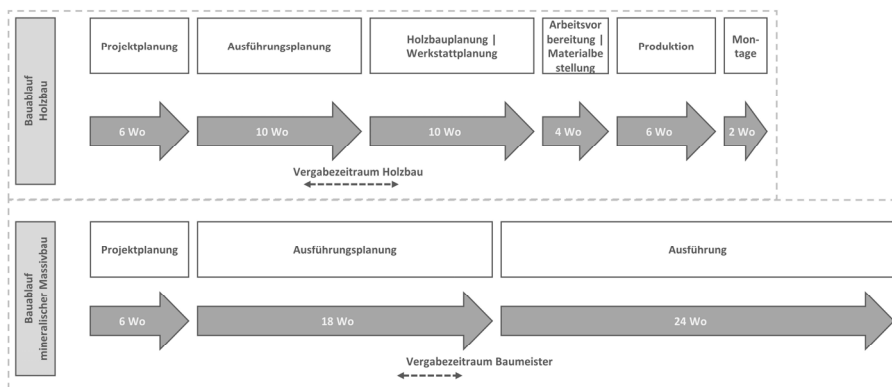 Bauablauf
Holzbau
Projektplanung
Ausführungsplanung
Holzbauplanung |
Werkstattplanung
Arbeitsvor
bereitung |
Materialbe
stellung
Produktion
Mon-
tage
6 Wo
10 Wo
10 Wo
4 Wo
6 Wo
2 Wo
Vergabezeitraum Holzbau
Bauablauf
mineralischer Massivbau
Projektplanung
Ausführungsplanung
Ausführung
6 Wo
18 Wo
24 Wo
Vergabezeitraum Baumeister